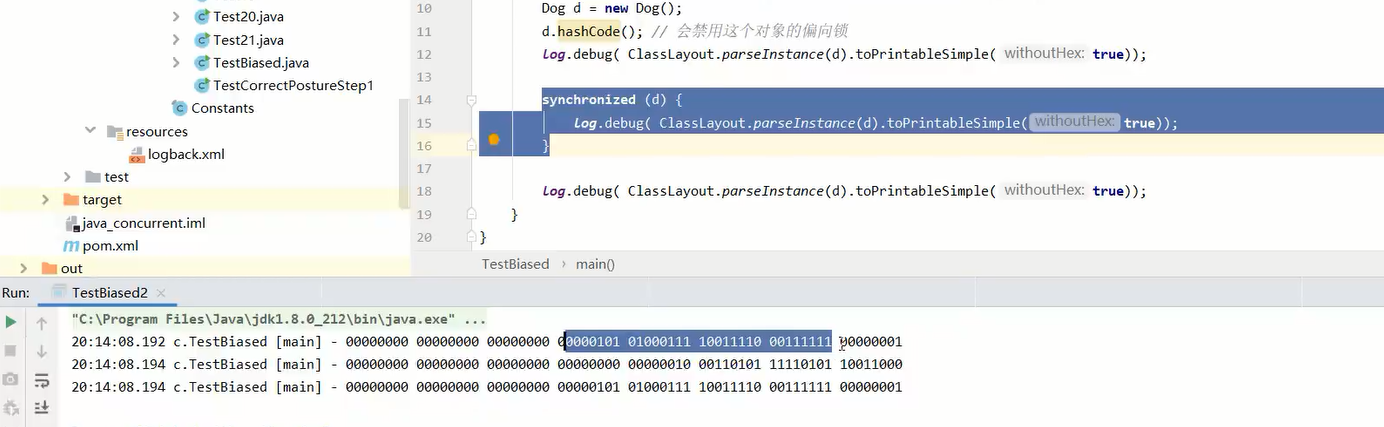 Test20.java
Test21.java
TestBiased.java
TestCorrectPostureStep1
Constants
resources
logback.xml
test
target
java_concurrent.iml
pom.xml
out
10 Dog d = new Dog();
11 d.hashCode(); // 会禁用这个对象的偏向锁
12 log.debug( ClassLayout.parseInstance(d).toPrintableSimple( withoutHex: true));
13
14 synchronized (d) {
15 log.debug( ClassLayout.parseInstance(d).toPrintableSimple( withoutHex: true));
16 }
17
18 log.debug( ClassLayout.parseInstance(d).toPrintableSimple( withoutHex: true));
19 }
20 }
TestBiased › main()
Run: TestBiased2
"C:\Program Files\Java\jdk1.8.0_212\bin\java.exe" ...
20:14:08.192 c.TestBiased [main] - 00000000 00000000 00000000 00000101 01000111 10011110 00111111 00000001
20:14:08.194 c.TestBiased [main] - 00000000 00000000 00000000 00000000 00000010 00110101 11110101 10011000
20:14:08.194 c.TestBiased [main] - 00000000 00000000 00000000 00000101 01000111 10011110 00111111 00000001